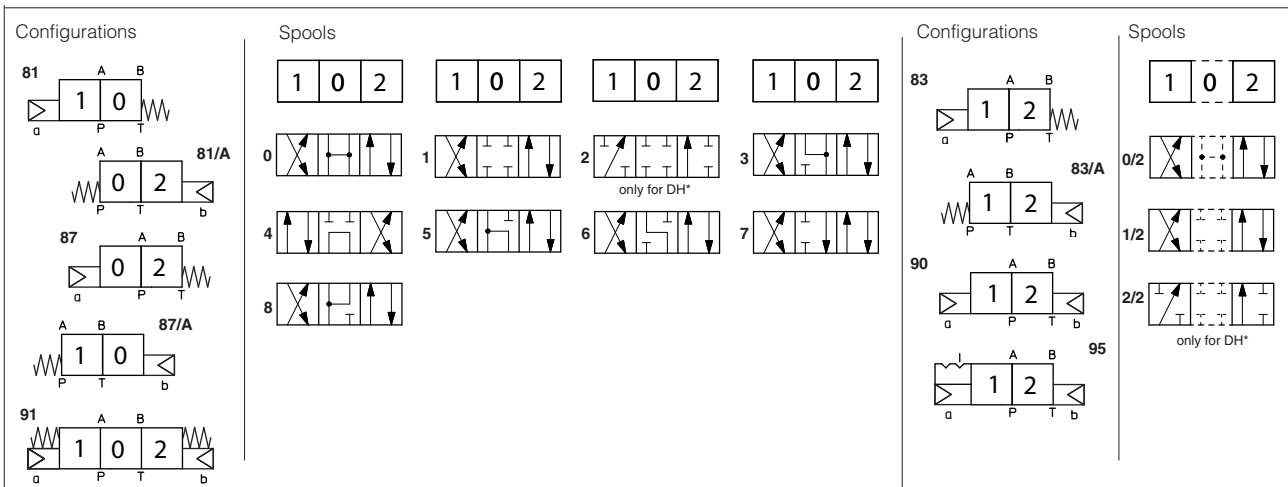 Configurations
81
A B
1 0
a P T
A B 81/A
0 2
P T b
87
A B
0 2
a P T
87/A
A B
1 0
P T b
91
A B
1 0 2
a P T b
Spools
1 0 2
1 0 2
1 0 2
1 0 2
0
1
2
3
only for DH*
4
5
6
7
8
Configurations
83
A B
1 2
a P T
83/A
A B
1 2
P T b
90
A B
1 2
a P T b
95
A B
1 2
a P T b
Spools
1 0 2
0/2
1/2
2/2
only for DH*